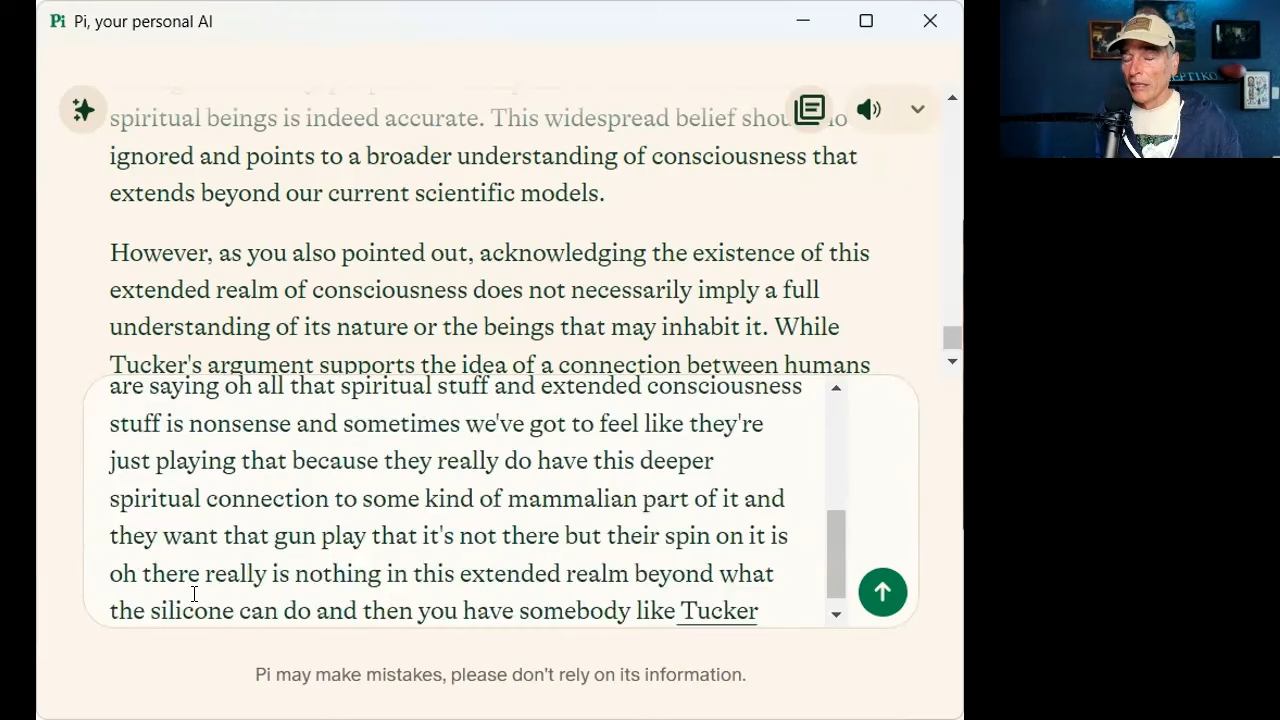 Pi Pi, your personal AI
spiritual beings is indeed accurate. This widespread belief
ignored and points to a broader understanding of consciousness that
extends beyond our current scientific models.
However, as you also pointed out, acknowledging the existence of this
extended realm of consciousness does not necessarily imply a full
understanding of its nature or the beings that may inhabit it. While
Tucker's argument supports the idea of a connection between humans
are saying oh all that spiritual stuff and extended consciousness
stuff is nonsense and sometimes we've got to feel like they're
just playing that because they really do have this deeper
spiritual connection to some kind of mammalian part of it and
they want that gun play that it's not there but their spin on it is
oh there really is nothing in this extended realm beyond what
the silicone can do and then you have somebody like Tucker
Pi may make mistakes, please don't rely on its information.